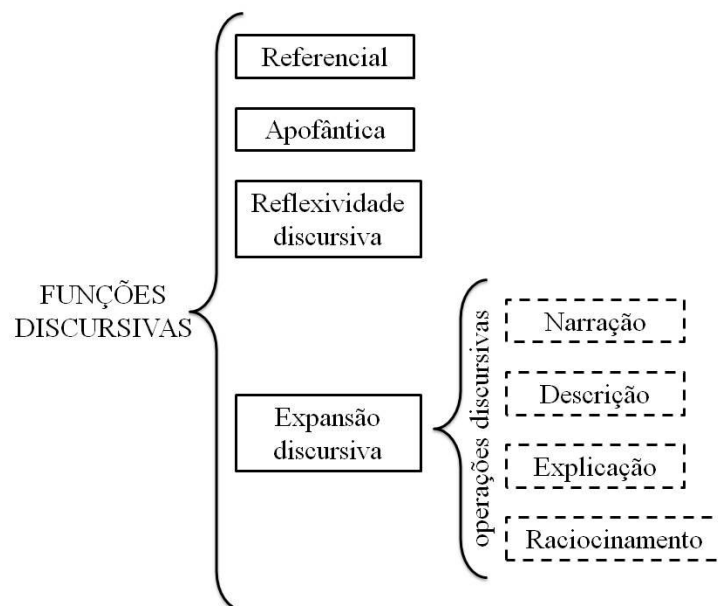 FUNÇÕES
DISCURSIVAS
Referencial
Apofântica
Reflexividade
discursiva
Expansão
discursiva
operações discursivas
Narração
Descrição
Explicação
Raciocinamento